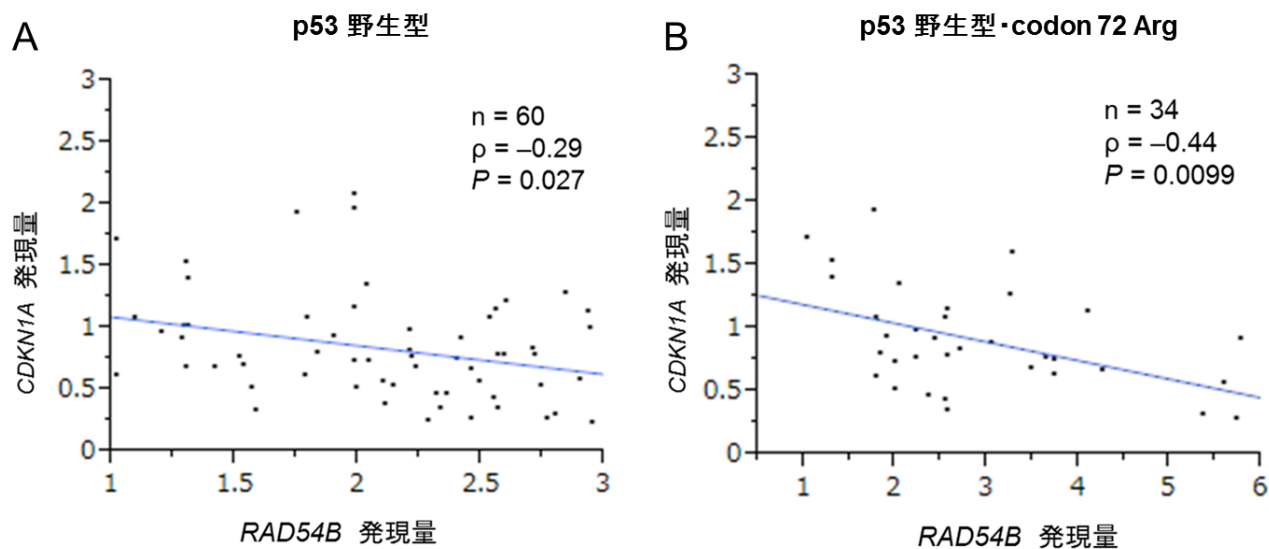 A
p53 野生型
3
2.5
2
1.5
1
0.5
0
n = 60
ρ = –0.29
P = 0.027
CDKN1A 発現量
1
1.5
2
2.5
3
RAD54B 発現量
B
p53 野生型・codon 72 Arg
3
2.5
2
1.5
1
0.5
0
n = 34
ρ = –0.44
P = 0.0099
CDKN1A 発現量
1
2
3
4
5
6
RAD54B 発現量